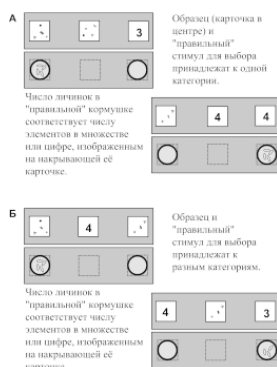 А
3
Образец (карточка в
центре) и
"правильный"
стимул для выбора
принадлежат к одной
категории.
Число личинок в
"правильной" кормушке
соответствует числу
элементов в множестве
или цифре, изображенным
на накрывающей её
карточке.
4
4
Б
4
Образец и
"правильный"
стимул для выбора
принадлежат к
разным категориям.
Число личинок в
"правильной" кормушке
соответствует числу
элементов в множестве
или цифре, изображенным
на накрывающей её
карточке.
4
3